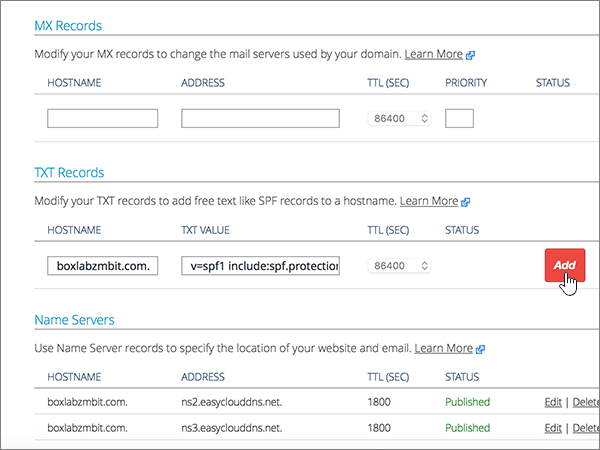 MX Records
Modify your MX records to change the mail servers used by your domain. Learn More
HOSTNAME ADDRESS TTL (SEC) PRIORITY STATUS
86400
TXT Records
Modify your TXT records to add free text like SPF records to a hostname. Learn More
HOSTNAME TXT VALUE TTL (SEC) STATUS
boxlabzmbit.com. v=spf1 include:spf.protection 86400 Add
Name Servers
Use Name Server records to specify the location of your website and email. Learn More
HOSTNAME ADDRESS TTL (SEC) STATUS
boxlabzmbit.com. ns2.easyclouddns.net. 1800 Published Edit | Delete
boxlabzmbit.com. ns3.easyclouddns.net. 1800 Published Edit | Delete